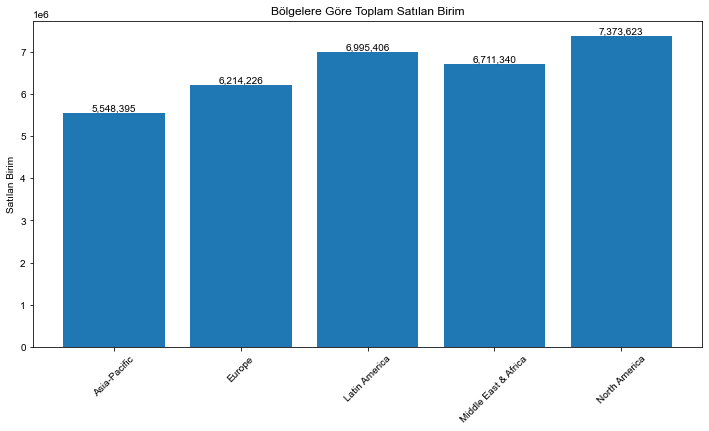 Bölgelere Göre Toplam Satılan Birim
1e6
7,373,623
6,995,406
6,711,340
6,214,226
5,548,395
7
6
5
4
3
2
1
0
Satılan Birim
Asia-Pacific
Europe
Latin America
Middle East & Africa
North America